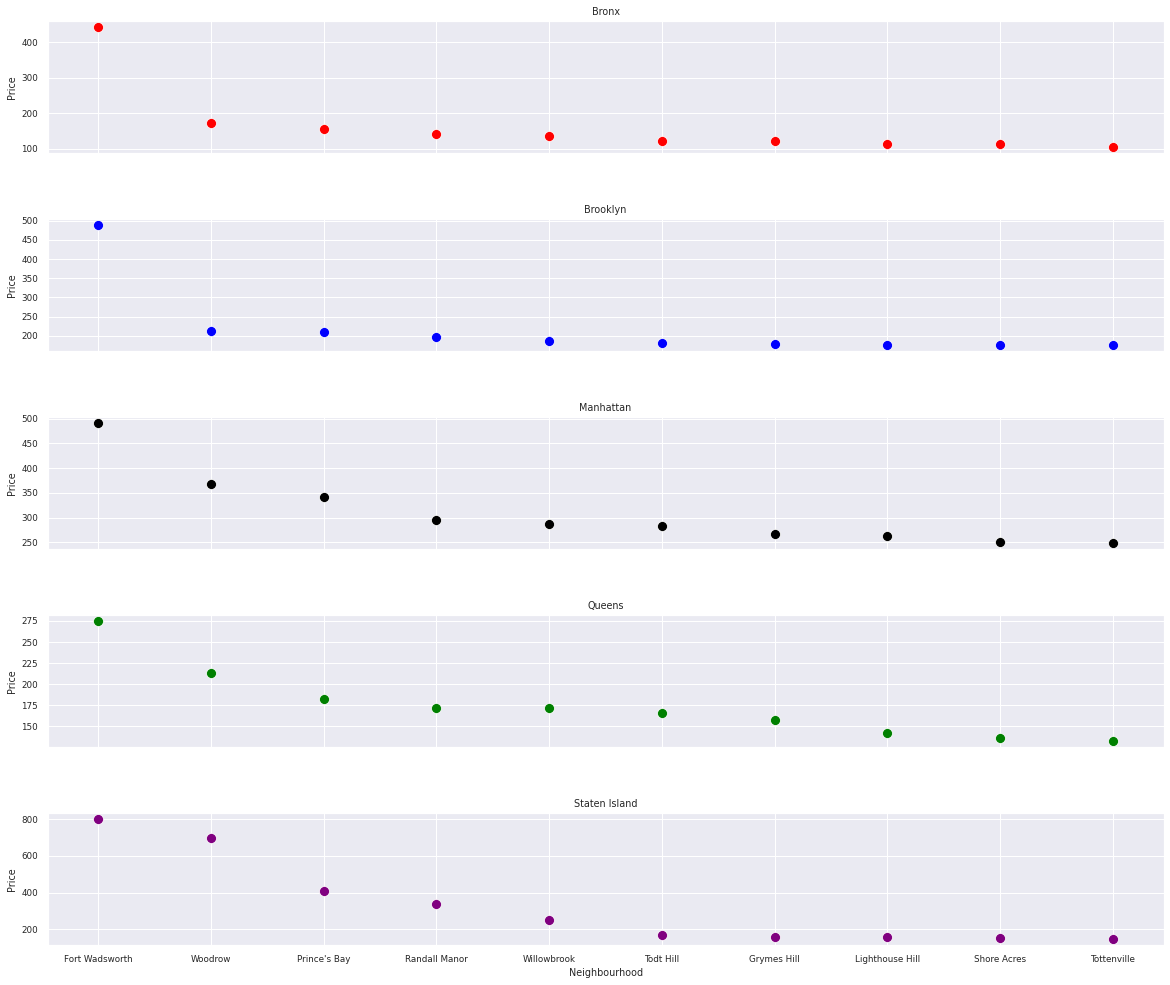 Bronx
400
300
200
100
Price
Brooklyn
500
450
400
350
300
250
200
Price
Manhattan
500
450
400
350
300
250
Price
Queens
275
250
225
200
175
150
Price
Staten Island
800
600
400
200
Price
Fort Wadsworth Woodrow Prince's Bay Randall Manor Willowbrook Todt Hill Grymes Hill Lighthouse Hill Shore Acres Tottenville
Neighbourhood